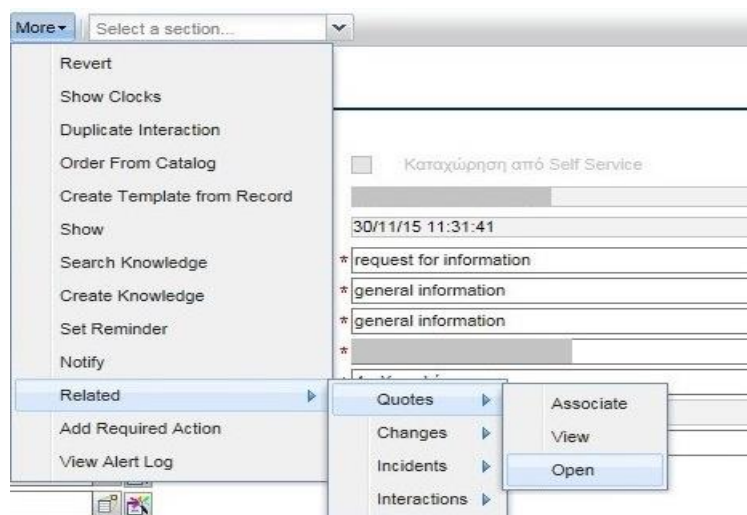 More
Select a section...
Revert
Show Clocks
Duplicate Interaction
Order From Catalog
Create Template from Record
Show
Search Knowledge
Create Knowledge
Set Reminder
Notify
Related
Add Required Action
View Alert Log
Καταχώρηση από Self Service
30/11/15 11:31:41
* request for information
* general information
* general information
*
Quotes
Changes
Incidents
Interactions
Associate
View
Open